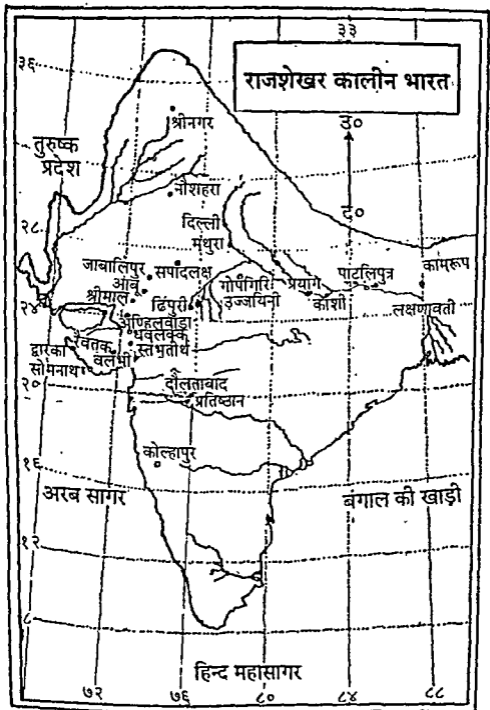 ३३
३६
राजशेखर कालीन भारत
श्रीनगर
उ०
तुरुष्क
प्रदेश
नौशहरा
द०
२८
दिल्ली
मथुरा
जाबालिपुर
सपादलक्ष
आबू
श्रीमाल
गोपगिरि
प्रयाग
पाटलिपुत्र
कामरूप
२४
ढिंपुरी
उज्जयिनी
काशी
लक्षणावती
अणहिलवाड़ा
धवलक्क
द्वारका
रैवतक
वलभी
स्तंभतीर्थ
सोमनाथ
२०
दौलताबाद
प्रतिष्ठान
कोल्हापुर
१६
अरब सागर
बंगाल की खाड़ी
१२
८
हिन्द महासागर
७२
७६
८०
८४
८८